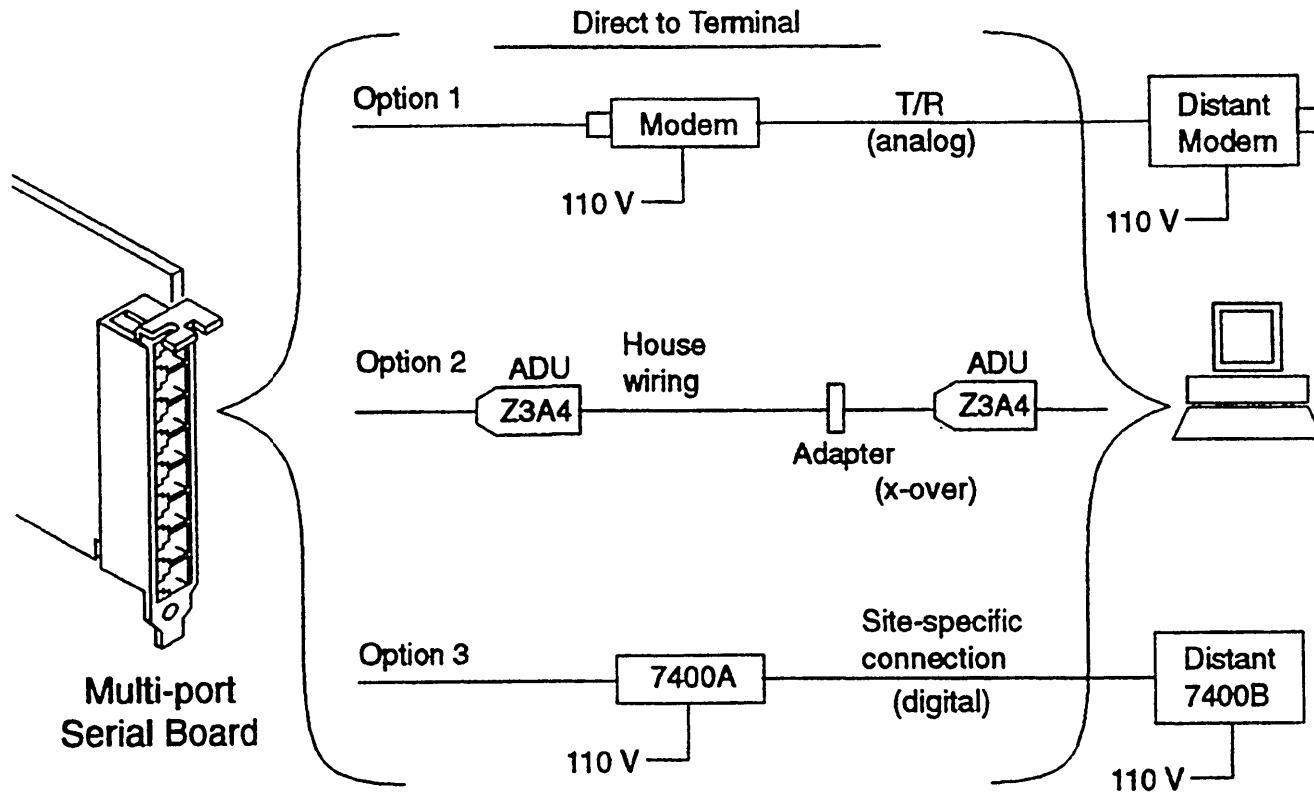 Direct to Terminal
Option 1
Modem
T/R
(analog)
Distant
Modem
110 V
110 V
Option 2
ADU
Z3A4
House
wiring
Adapter
(x-over)
ADU
Z3A4
Option 3
7400A
Site-specific
connection
(digital)
Distant
7400B
110 V
110 V
Multi-port
Serial Board